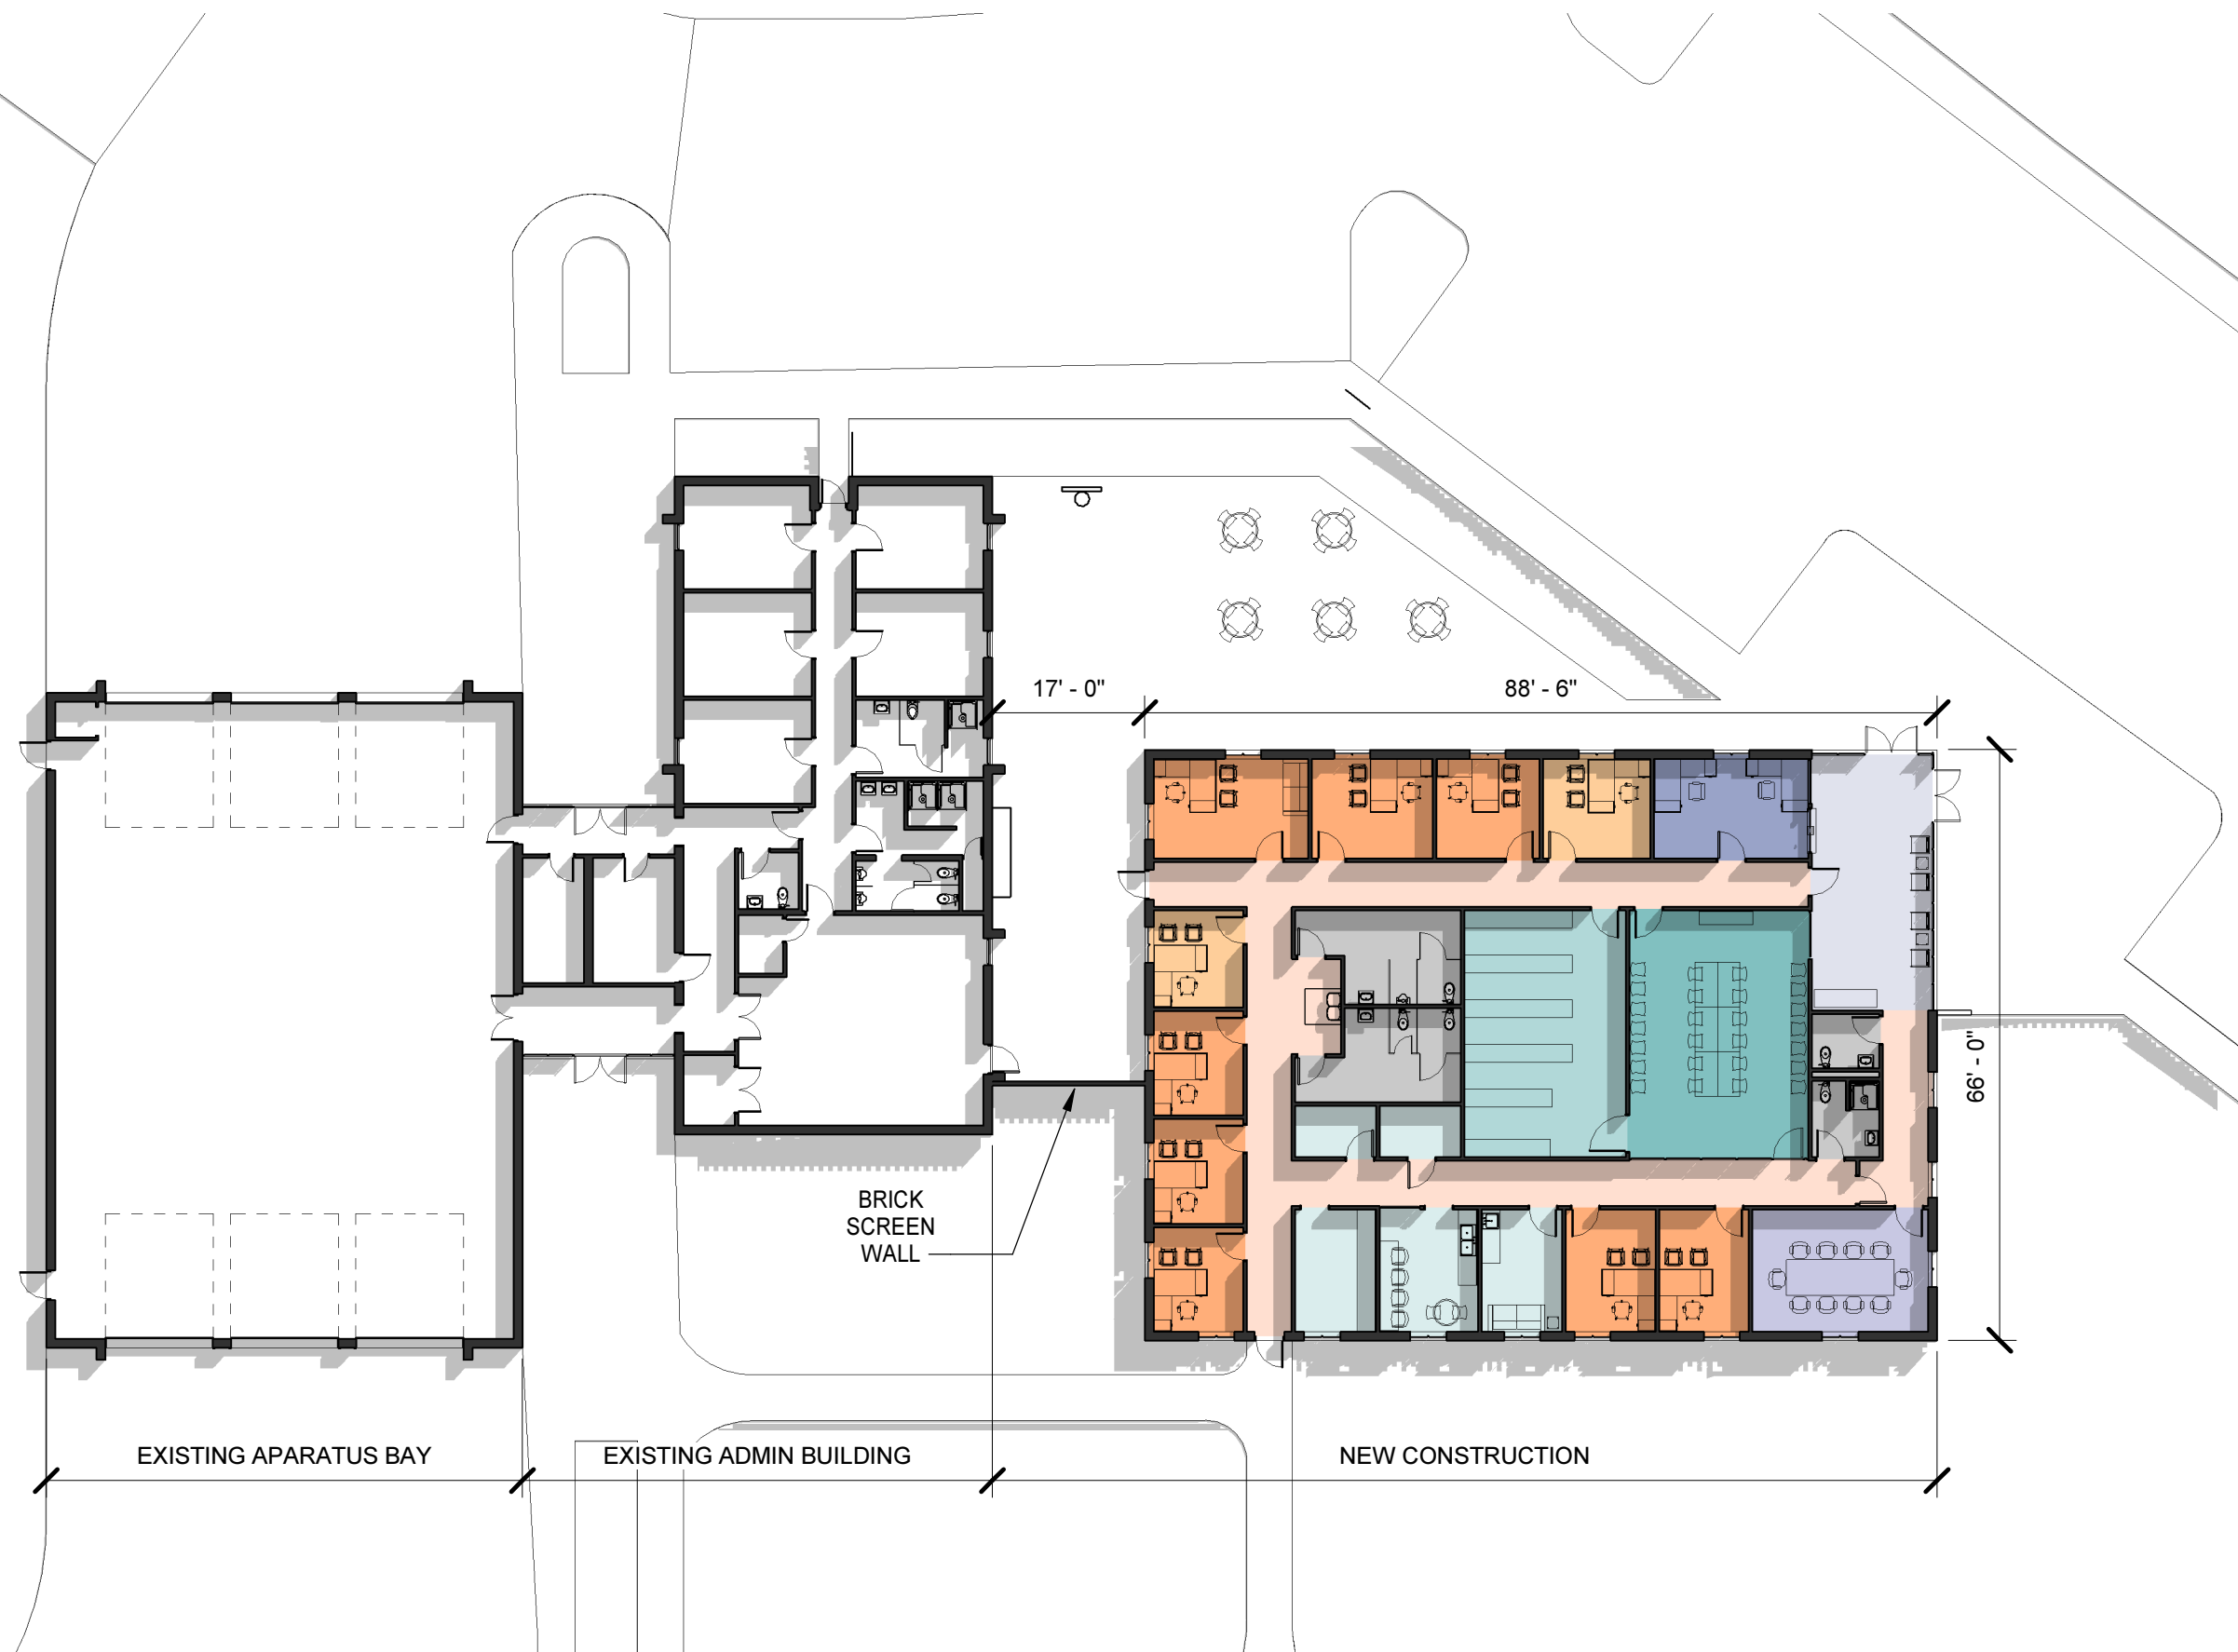 17' - 0"
88' - 6"
66' - 0"
BRICK
SCREEN
WALL
EXISTING APARATUS BAY
EXISTING ADMIN BUILDING
NEW CONSTRUCTION